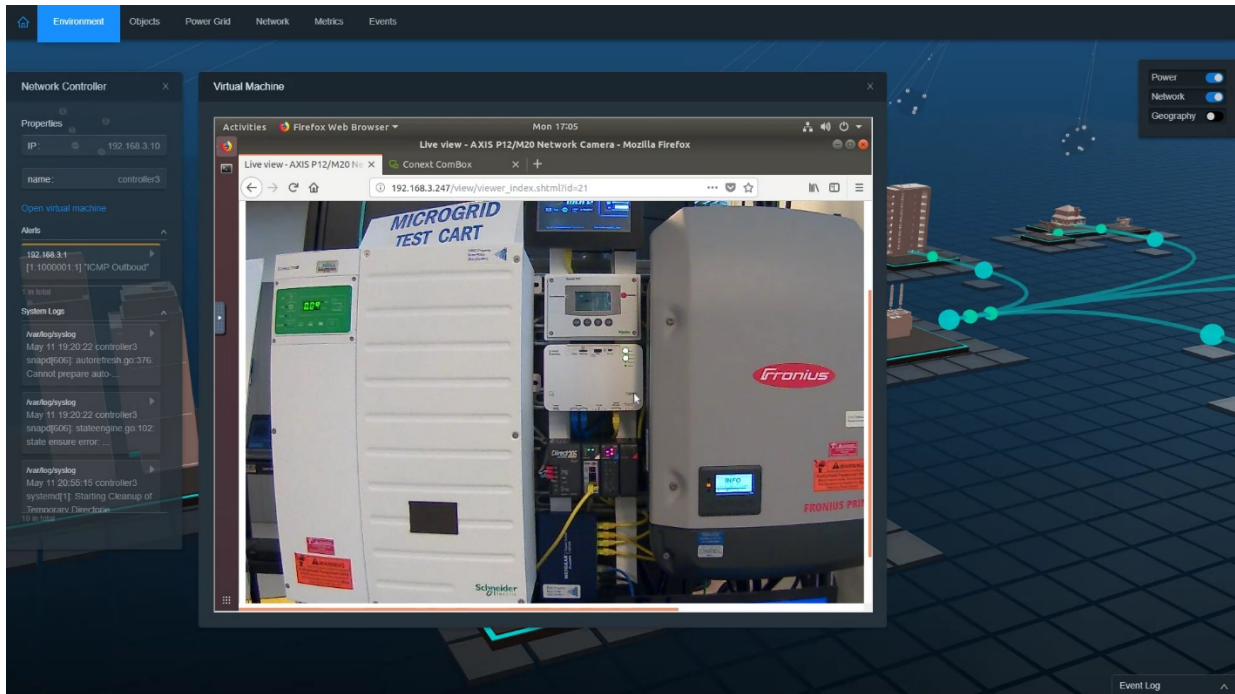 Environment
Objects
Power Grid
Network
Metrics
Events
Network Controller
Properties
IP: 192.168.3.10
name: controller3
Open virtual machine
Alerts
192.168.3.1
[1:1000001:1] "ICMP Outboud"
1 in total
System Logs
/var/log/syslog
May 11 19:20:22 controller3
snapd[606]: autorefresh.go:376:
Cannot prepare auto-...
/var/log/syslog
May 11 19:20:22 controller3
snapd[606]: stateengine.go:102:
state ensure error: ...
/var/log/syslog
May 11 20:55:15 controller3
systemd[1]: Starting Cleanup of
Temporary Directorie
10 in total
Virtual Machine
Activities Firefox Web Browser Mon 17:05
Live view - AXIS P12/M20 Network Camera - Mozilla Firefox
Live view - AXIS P12/M20 Ne
Conext ComBox
192.168.3.247/view/viewer_index.shtml?id=21
MICROGRID
TEST CART
Schneider
Electric
Direct205
NETGEAR
Fronius
INFO
WARNING
FRONIUS PRIM
Power
Network
Geography
Event Log